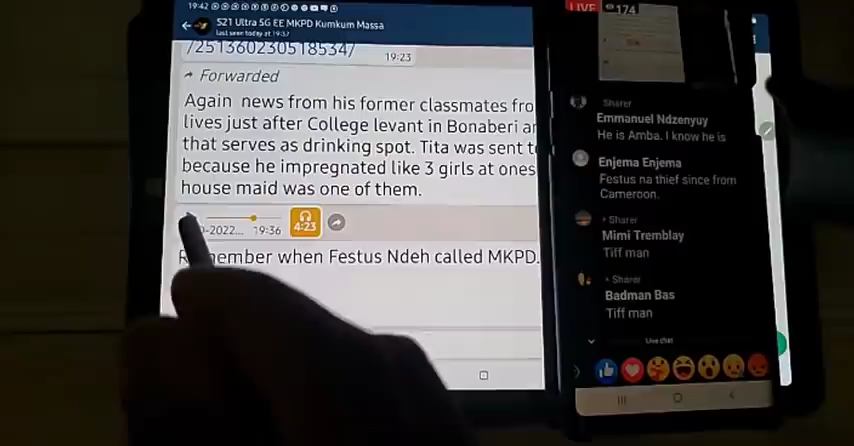 19:42
S21 Ultra 5G EE MKPD Kumkum Massa
last seen today at 19:37
/251360230518534/
19:23
Forwarded
Again news from his former classmates fro
lives just after College levant in Bonaberi
that serves as drinking spot. Tita was sent t
because he impregnated like 3 girls at ones
house maid was one of them.
-2022... 19:36
4:23
member when Festus Ndeh called MKPD.
LIVE 174
Sharer
Emmanuel Ndzenyuy
He is Amba. I know he is
Enjema Enjema
Festus na thief since from
Cameroon.
Sharer
Mimi Tremblay
Tiff man
Sharer
Badman Bas
Tiff man
Live chat